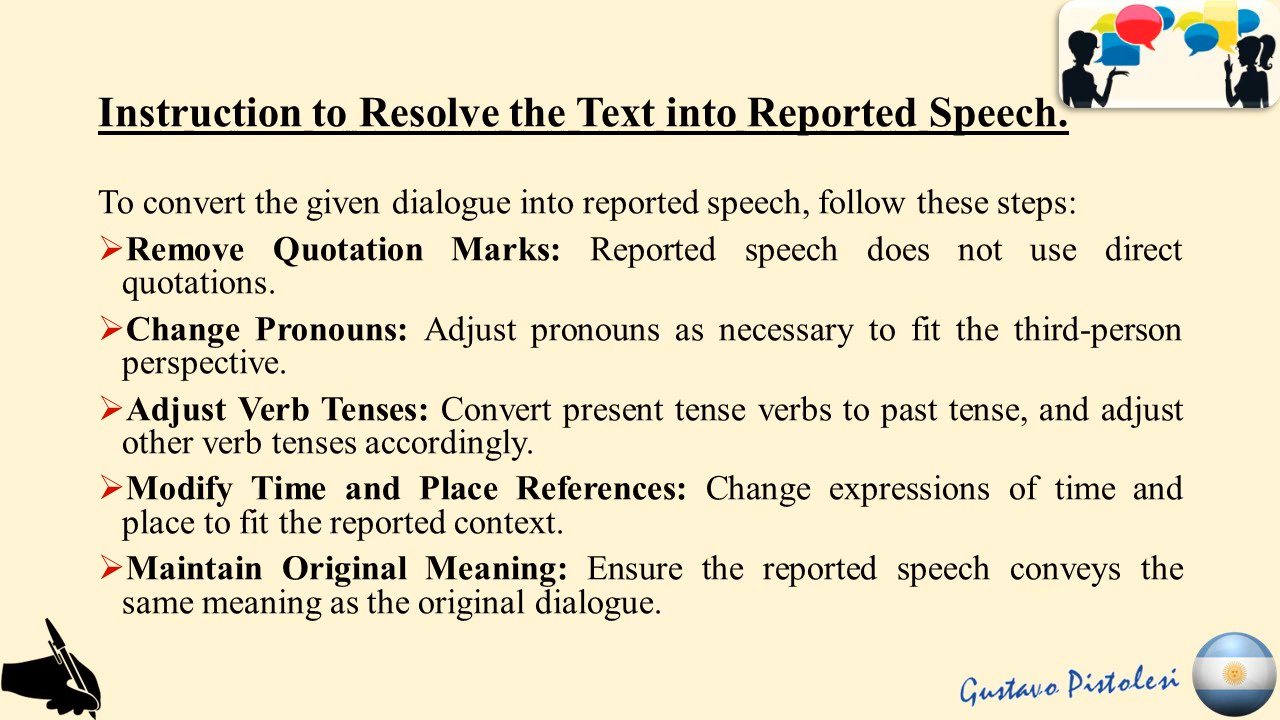 Instruction to Resolve the Text into Reported Speech.
To convert the given dialogue into reported speech, follow these steps:
Remove Quotation Marks: Reported speech does not use direct
quotations.
Change Pronouns: Adjust pronouns as necessary to fit the third-person
perspective.
Adjust Verb Tenses: Convert present tense verbs to past tense, and adjust
other verb tenses accordingly.
Modify Time and Place References: Change expressions of time and
place to fit the reported context.
Maintain Original Meaning: Ensure the reported speech conveys the
same meaning as the original dialogue.
Gustavo Pistolesi